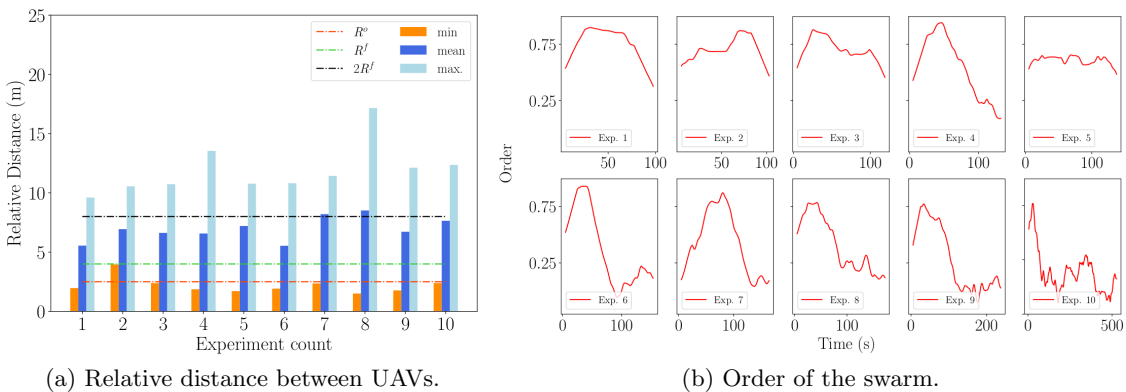 25
20
15
10
5
0
Relative Distance (m)
R^o
R^f
2R^f
min
mean
max.
1 2 3 4 5 6 7 8 9 10
Experiment count
(a) Relative distance between UAVs.
Order
0.75
0.25
Exp. 1
50 100
Exp. 2
50 100
Exp. 3
0 100
Exp. 4
0 100
Exp. 5
0 100
0.75
0.25
Exp. 6
0 100
Exp. 7
0 100
Exp. 8
0 100
Exp. 9
0 200
Exp. 10
0 500
Time (s)
(b) Order of the swarm.